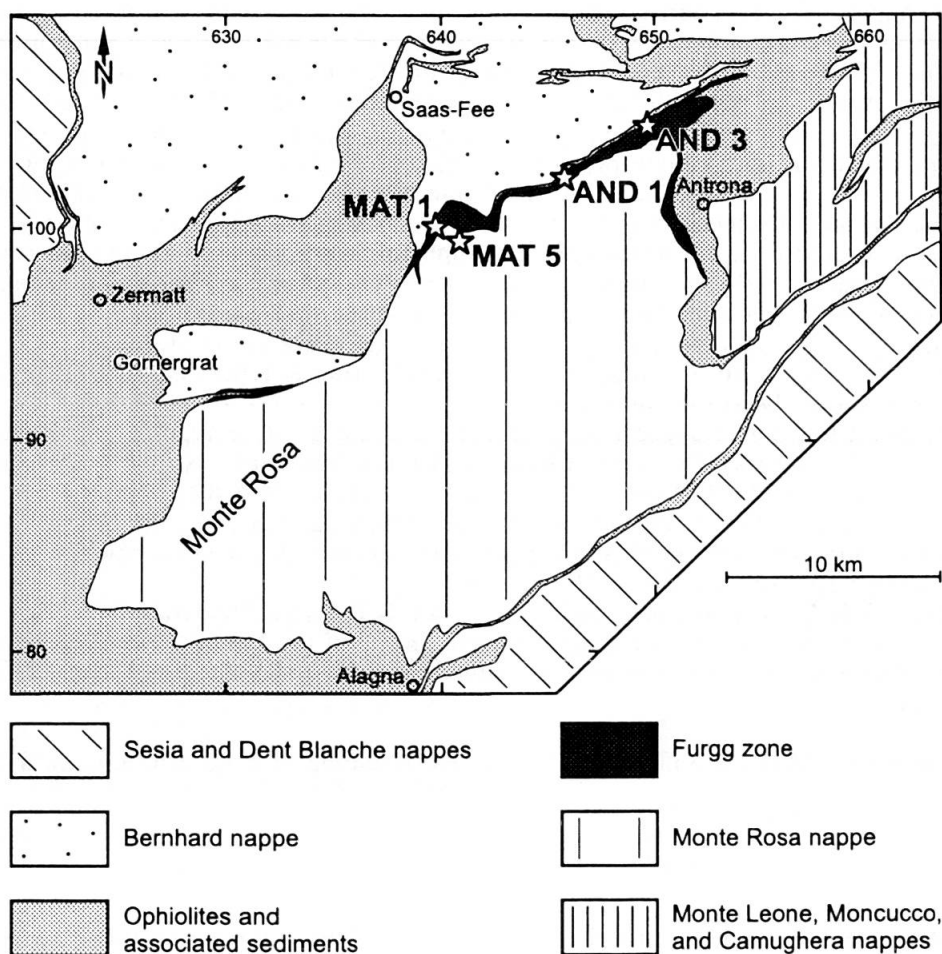 630
640
650
660
N
Saas-Fee
AND 3
MAT 1
AND 1
Antrona
100
MAT 5
Zermatt
Gornergrat
90
Monte Rosa
10 km
80
Alagna
Sesia and Dent Blanche nappes
Furgg zone
Bernhard nappe
Monte Rosa nappe
Ophiolites and
associated sediments
Monte Leone, Moncucco,
and Camughera nappes